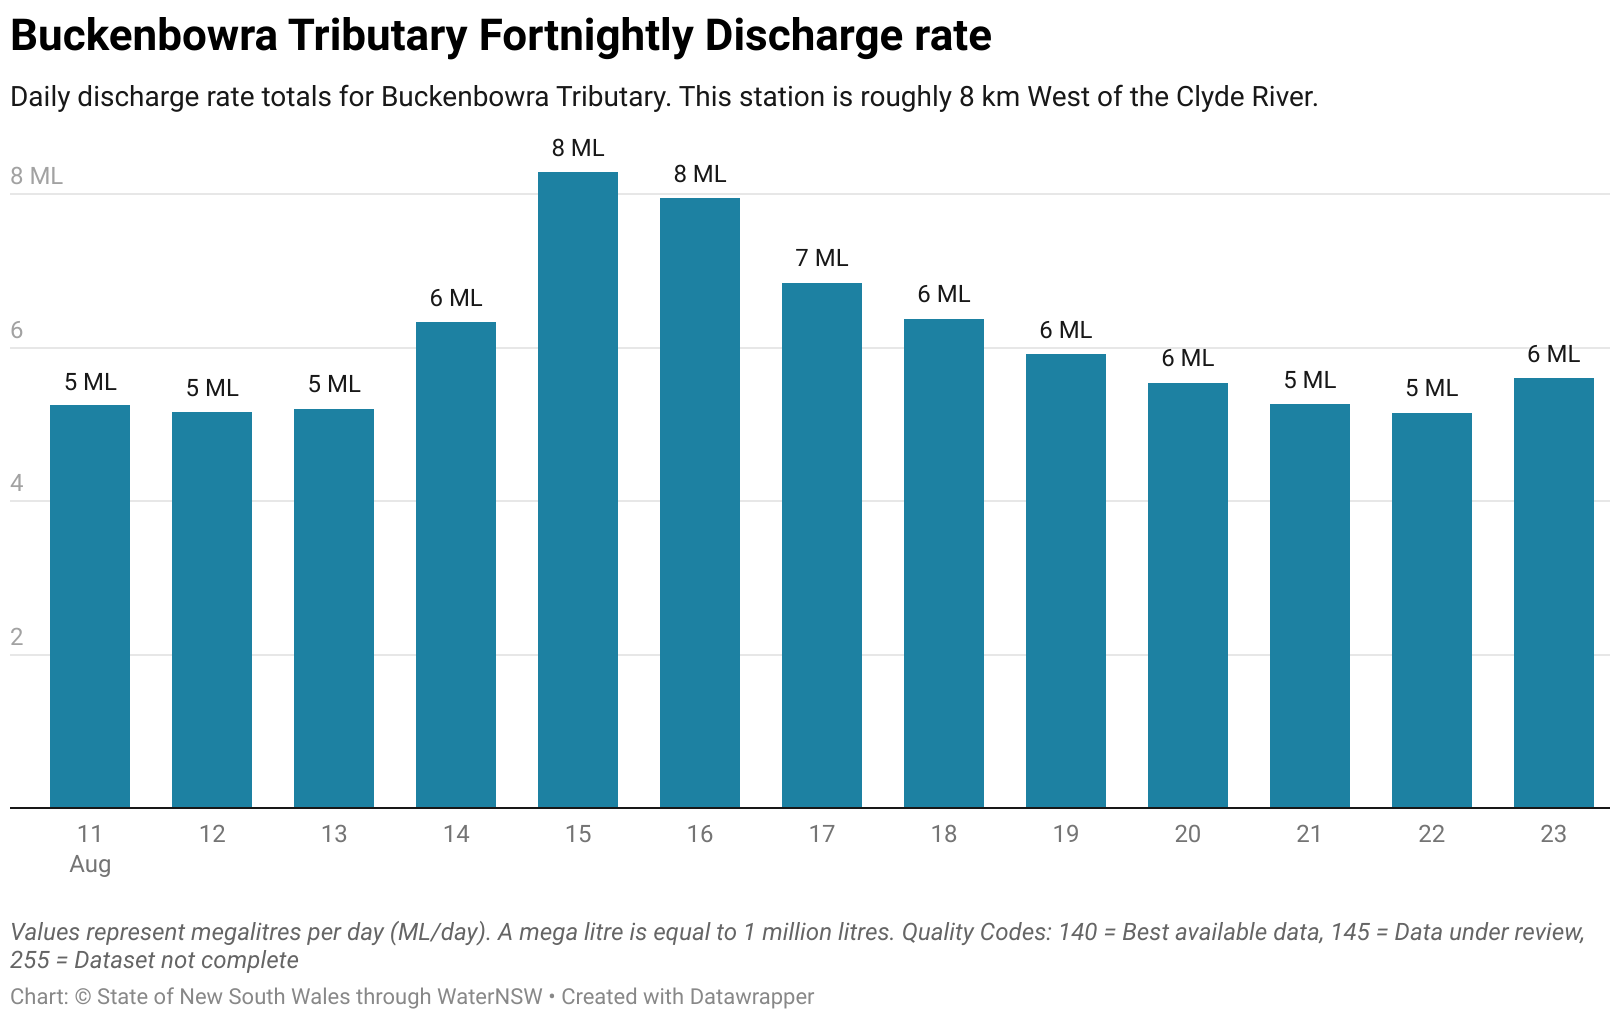 Buckenbowra Tributary Fortnightly Discharge rate
Daily discharge rate totals for Buckenbowra Tributary. This station is roughly 8 km West of the Clyde River.
8 ML
6
4
2
5 ML
5 ML
5 ML
6 ML
8 ML
8 ML
7 ML
6 ML
6 ML
6 ML
5 ML
5 ML
6 ML
11 12 13 14 15 16 17 18 19 20 21 22 23
Aug
Values represent megalitres per day (ML/day). A mega litre is equal to 1 million litres. Quality Codes: 140 = Best available data, 145 = Data under review,
255 = Dataset not complete
Chart: © State of New South Wales through WaterNSW • Created with Datawrapper